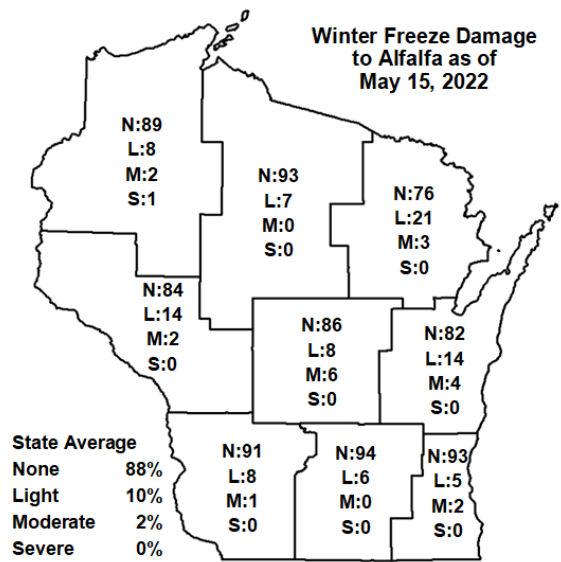 Winter Freeze Damage
to Alfalfa as of
May 15, 2022
N:89
L:8
M:2
S:1
N:93
L:7
M:0
S:0
N:76
L:21
M:3
S:0
N:84
L:14
M:2
S:0
N:86
L:8
M:6
S:0
N:82
L:14
M:4
S:0
N:91
L:8
M:1
S:0
N:94
L:6
M:0
S:0
N:93
L:5
M:2
S:0
State Average
None 88%
Light 10%
Moderate 2%
Severe 0%